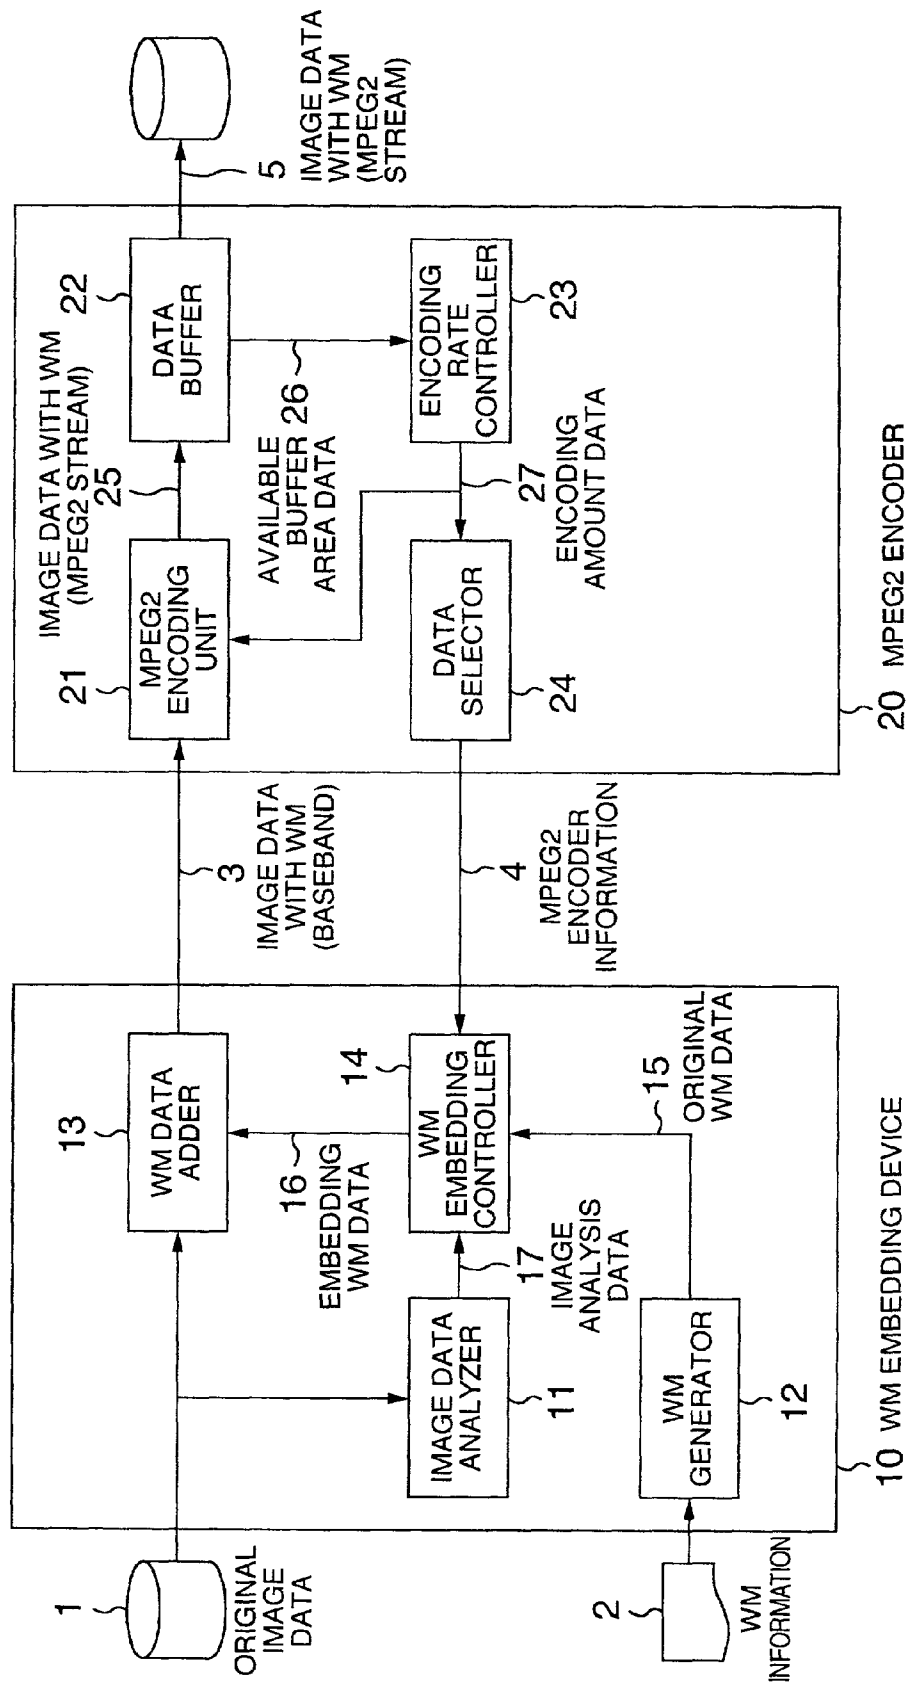 1
ORIGINAL
IMAGE
DATA
2
WM
INFORMATION
10 WM EMBEDDING DEVICE
13
WM DATA
ADDER
16
EMBEDDING
WM DATA
14
WM
EMBEDDING
CONTROLLER
IMAGE DATA
ANALYZER
11
17
IMAGE
ANALYSIS
DATA
WM
GENERATOR
12
15
ORIGINAL
WM DATA
3
IMAGE DATA
WITH WM
(BASEBAND)
4
MPEG2
ENCODER
INFORMATION
20 MPEG2 ENCODER
21
MPEG2
ENCODING
UNIT
IMAGE DATA WITH WM
(MPEG2 STREAM)
25
22
DATA
BUFFER
26
AVAILABLE
BUFFER
AREA DATA
ENCODING
RATE
CONTROLLER
23
27
ENCODING
AMOUNT DATA
DATA
SELECTOR
24
5
IMAGE DATA
WITH WM
(MPEG2
STREAM)